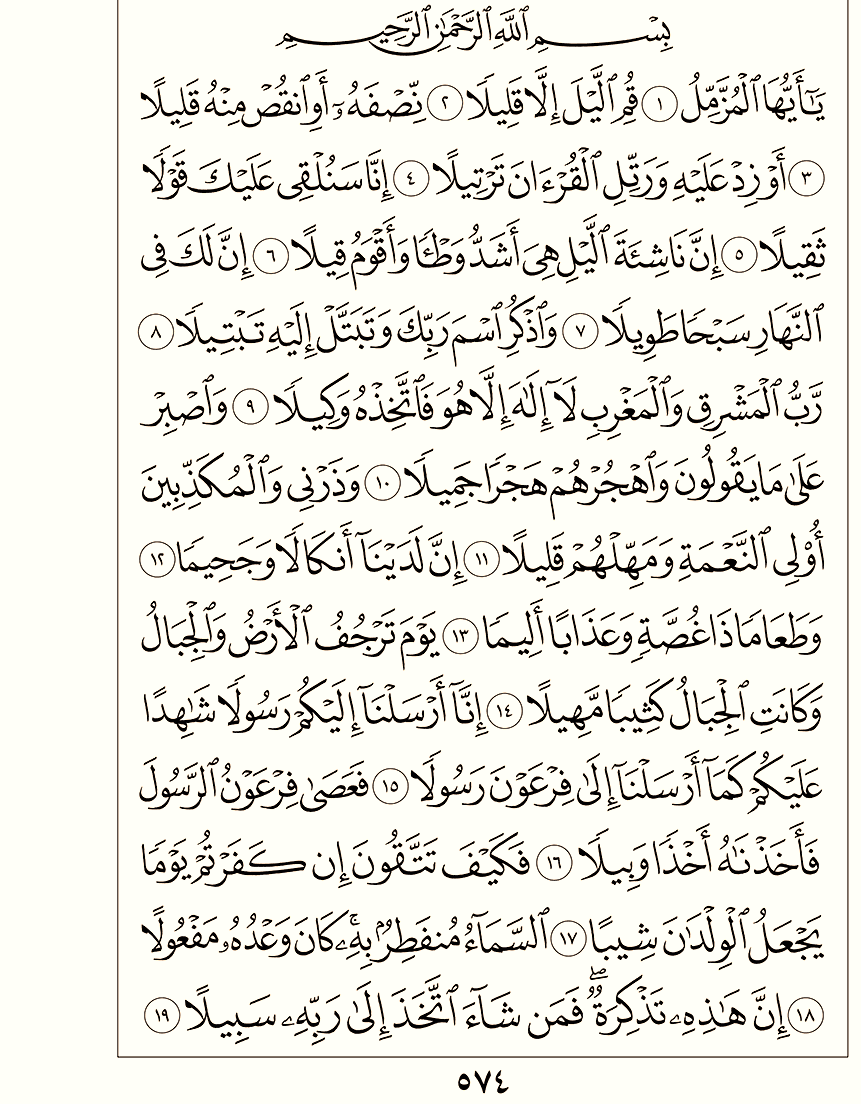 بِسْمِ ٱللَّهِ ٱلرَّحْمَٰنِ ٱلرَّحِيمِ
يَٰٓأَيُّهَا ٱلْمُزَّمِّلُ ١ قُمِ ٱلَّيْلَ إِلَّا قَلِيلًا ٢ نِّصْفَهُۥٓ أَوِ ٱنقُصْ مِنْهُ قَلِيلًا
٣ أَوْ زِدْ عَلَيْهِ وَرَتِّلِ ٱلْقُرْءَانَ تَرْتِيلًا ٤ إِنَّا سَنُلْقِى عَلَيْكَ قَوْلًا
ثَقِيلًا ٥ إِنَّ نَاشِئَةَ ٱلَّيْلِ هِىَ أَشَدُّ وَطْـًٔا وَأَقْوَمُ قِيلًا ٦ إِنَّ لَكَ فِى
ٱلنَّهَارِ سَبْحًا طَوِيلًا ٧ وَٱذْكُرِ ٱسْمَ رَبِّكَ وَتَبَتَّلْ إِلَيْهِ تَبْتِيلًا ٨
رَّبُّ ٱلْمَشْرِقِ وَٱلْمَغْرِبِ لَآ إِلَٰهَ إِلَّا هُوَ فَٱتَّخِذْهُ وَكِيلًا ٩ وَٱصْبِرْ
عَلَىٰ مَا يَقُولُونَ وَٱهْجُرْهُمْ هَجْرًا جَمِيلًا ١٠ وَذَرْنِى وَٱلْمُكَذِّبِينَ
أُو۟لِى ٱلنَّعْمَةِ وَمَهِّلْهُمْ قَلِيلًا ١١ إِنَّ لَدَيْنَآ أَنكَالًا وَجَحِيمًا ١٢
وَطَعَامًا ذَا غُصَّةٍ وَعَذَابًا أَلِيمًا ١٣ يَوْمَ تَرْجُفُ ٱلْأَرْضُ وَٱلْجِبَالُ
وَكَانَتِ ٱلْجِبَالُ كَثِيبًا مَّهِيلًا ١٤ إِنَّآ أَرْسَلْنَآ إِلَيْكُمْ رَسُولًا شَٰهِدًا
عَلَيْكُمْ كَمَآ أَرْسَلْنَآ إِلَىٰ فِرْعَوْنَ رَسُولًا ١٥ فَعَصَىٰ فِرْعَوْنُ ٱلرَّسُولَ
فَأَخَذْنَٰهُ أَخْذًا وَبِيلًا ١٦ فَكَيْفَ تَتَّقُونَ إِن كَفَرْتُمْ يَوْمًا
يَجْعَلُ ٱلْوِلْدَٰنَ شِيبًا ١٧ ٱلسَّمَآءُ مُنفَطِرٌۢ بِهِۦ ۚ كَانَ وَعْدُهُۥ مَفْعُولًا
١٨ إِنَّ هَٰذِهِۦ تَذْكِرَةٌ ۖ فَمَن شَآءَ ٱتَّخَذَ إِلَىٰ رَبِّهِۦ سَبِيلًا ١٩
٥٧٤